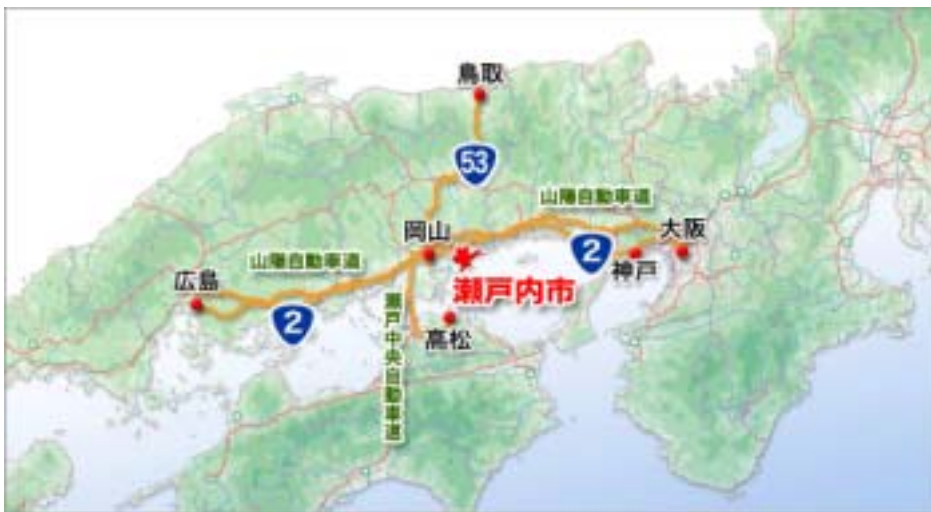 鳥取
53
山陽自動車道
岡山
大阪
2
神戸
山陽自動車道
瀬戸内市
広島
2
高松
瀬戸中央自動車道